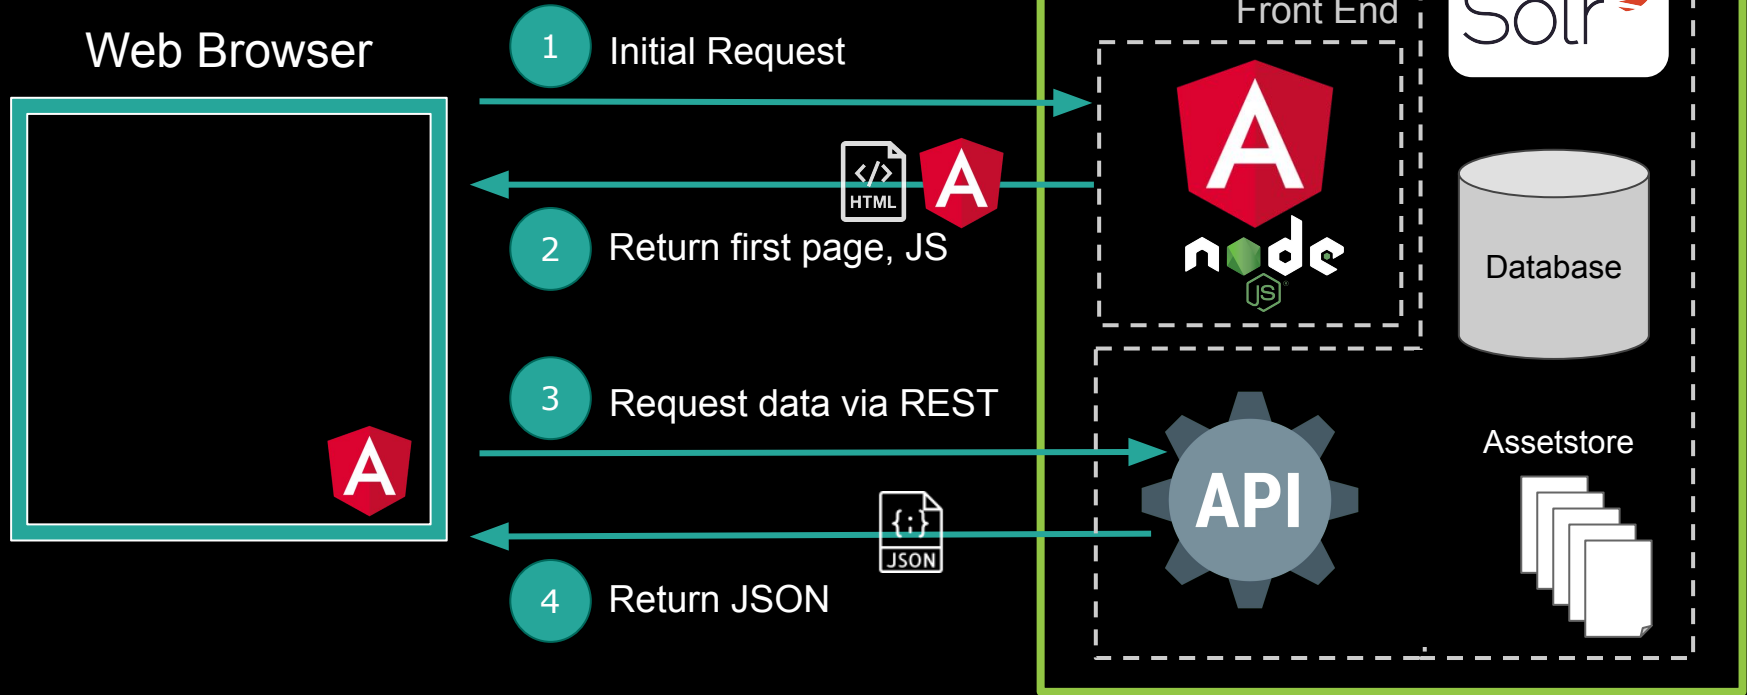 Web Browser
1
Initial Request
Front End
Solr
A
HTML
A
2
Return first page, JS
node
JS
Database
3
Request data via REST
A
API
Assetstore
{;}
JSON
4
Return JSON